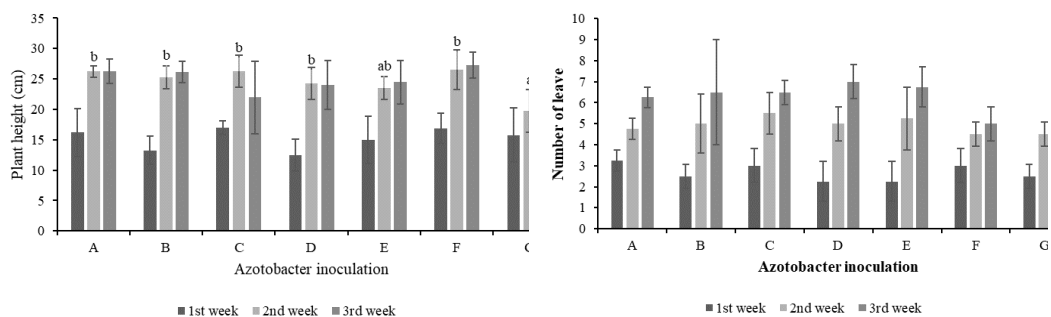 35
30
25
20
15
10
5
0
Plant height (cm)
b b b b ab b a
A B C D E F
Azotobacter inoculation
■ 1st week ■ 2nd week ■ 3rd week
10
9
8
7
6
5
4
3
2
1
0
Number of leave
A B C D E F G
Azotobacter inoculation
■ 1st week ■ 2nd week ■ 3rd week